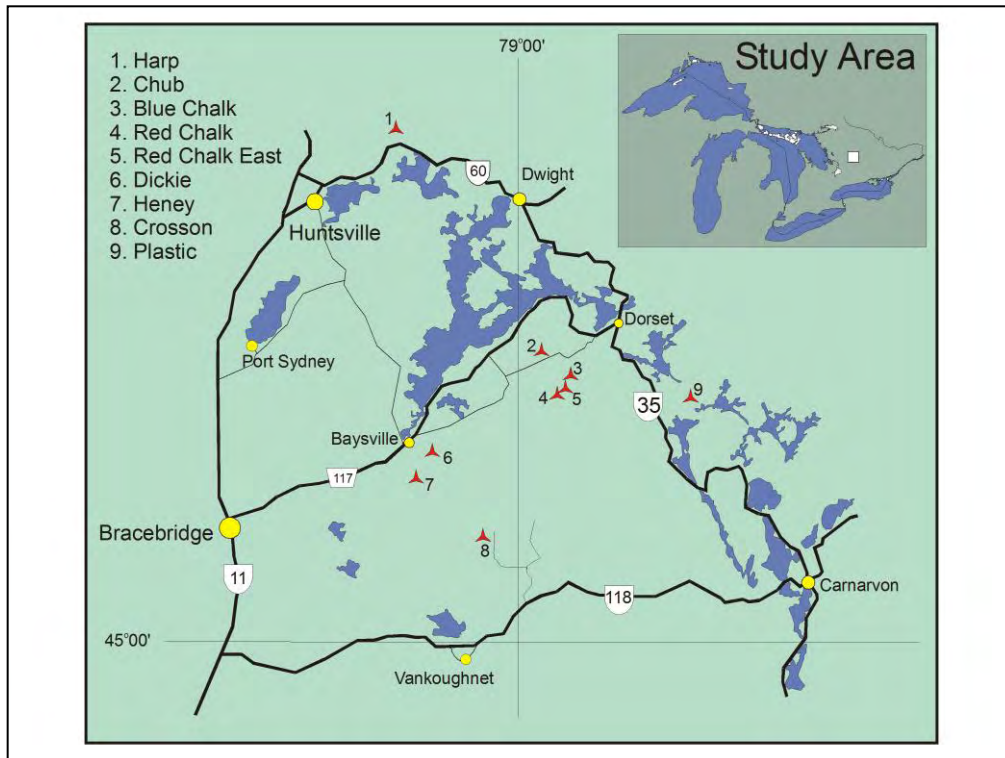 1. Harp
2. Chub
3. Blue Chalk
4. Red Chalk
5. Red Chalk East
6. Dickie
7. Heney
8. Crosson
9. Plastic
79°00'
Study Area
1
60
Dwight
Huntsville
Dorset
Port Sydney
2
3
4
5
9
35
Baysville
6
117
7
Bracebridge
8
11
118
Carnarvon
45°00'
Vankoughnet